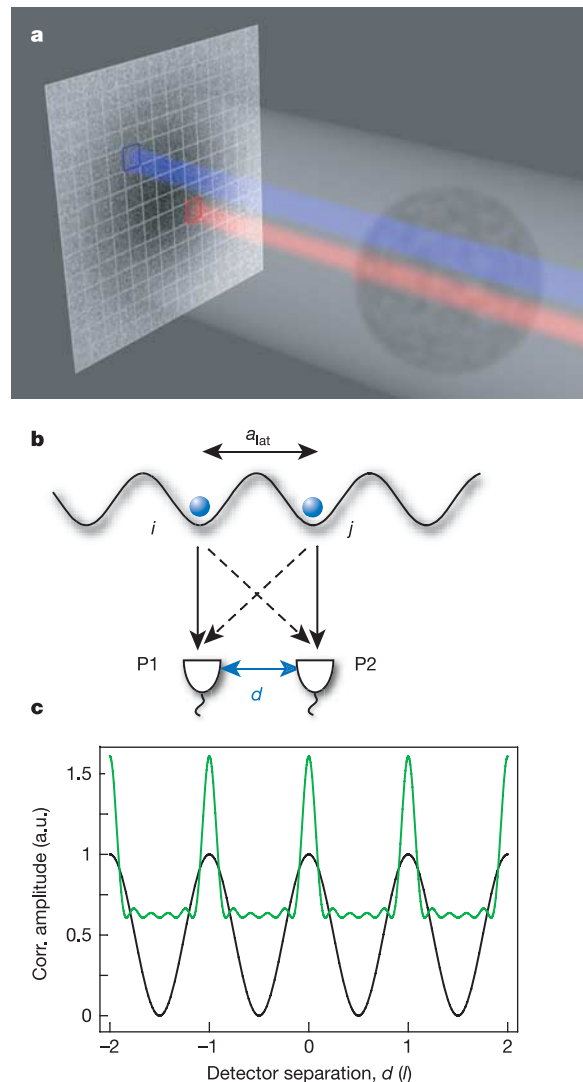 a
b
a_lat
i
j
P1
P2
d
c
Corr. amplitude (a.u.)
1.5
1
0.5
0
−2
−1
0
1
2
Detector separation, d (l)